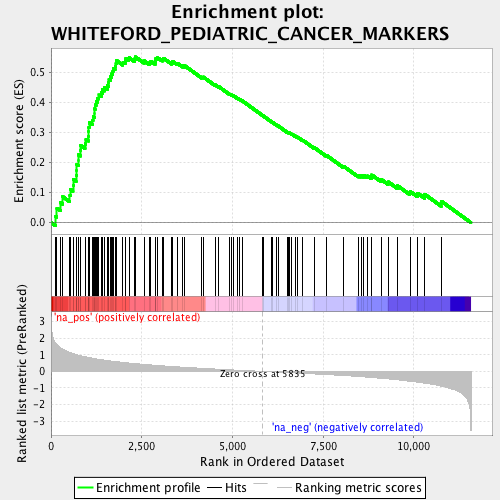 Enrichment plot:
WHITEFORD_PEDIATRIC_CANCER_MARKERS
Enrichment score (ES)
0.5
0.4
0.3
0.2
0.1
0.0
'na_pos' (positively correlated)
Ranked list metric (PreRanked)
3
2
1
0
-1
-2
-3
Zero cross at 5835
'na_neg' (negatively correlated)
0
2,500
5,000
7,500
10,000
Rank in Ordered Dataset
Enrichment profile
Hits
Ranking metric scores